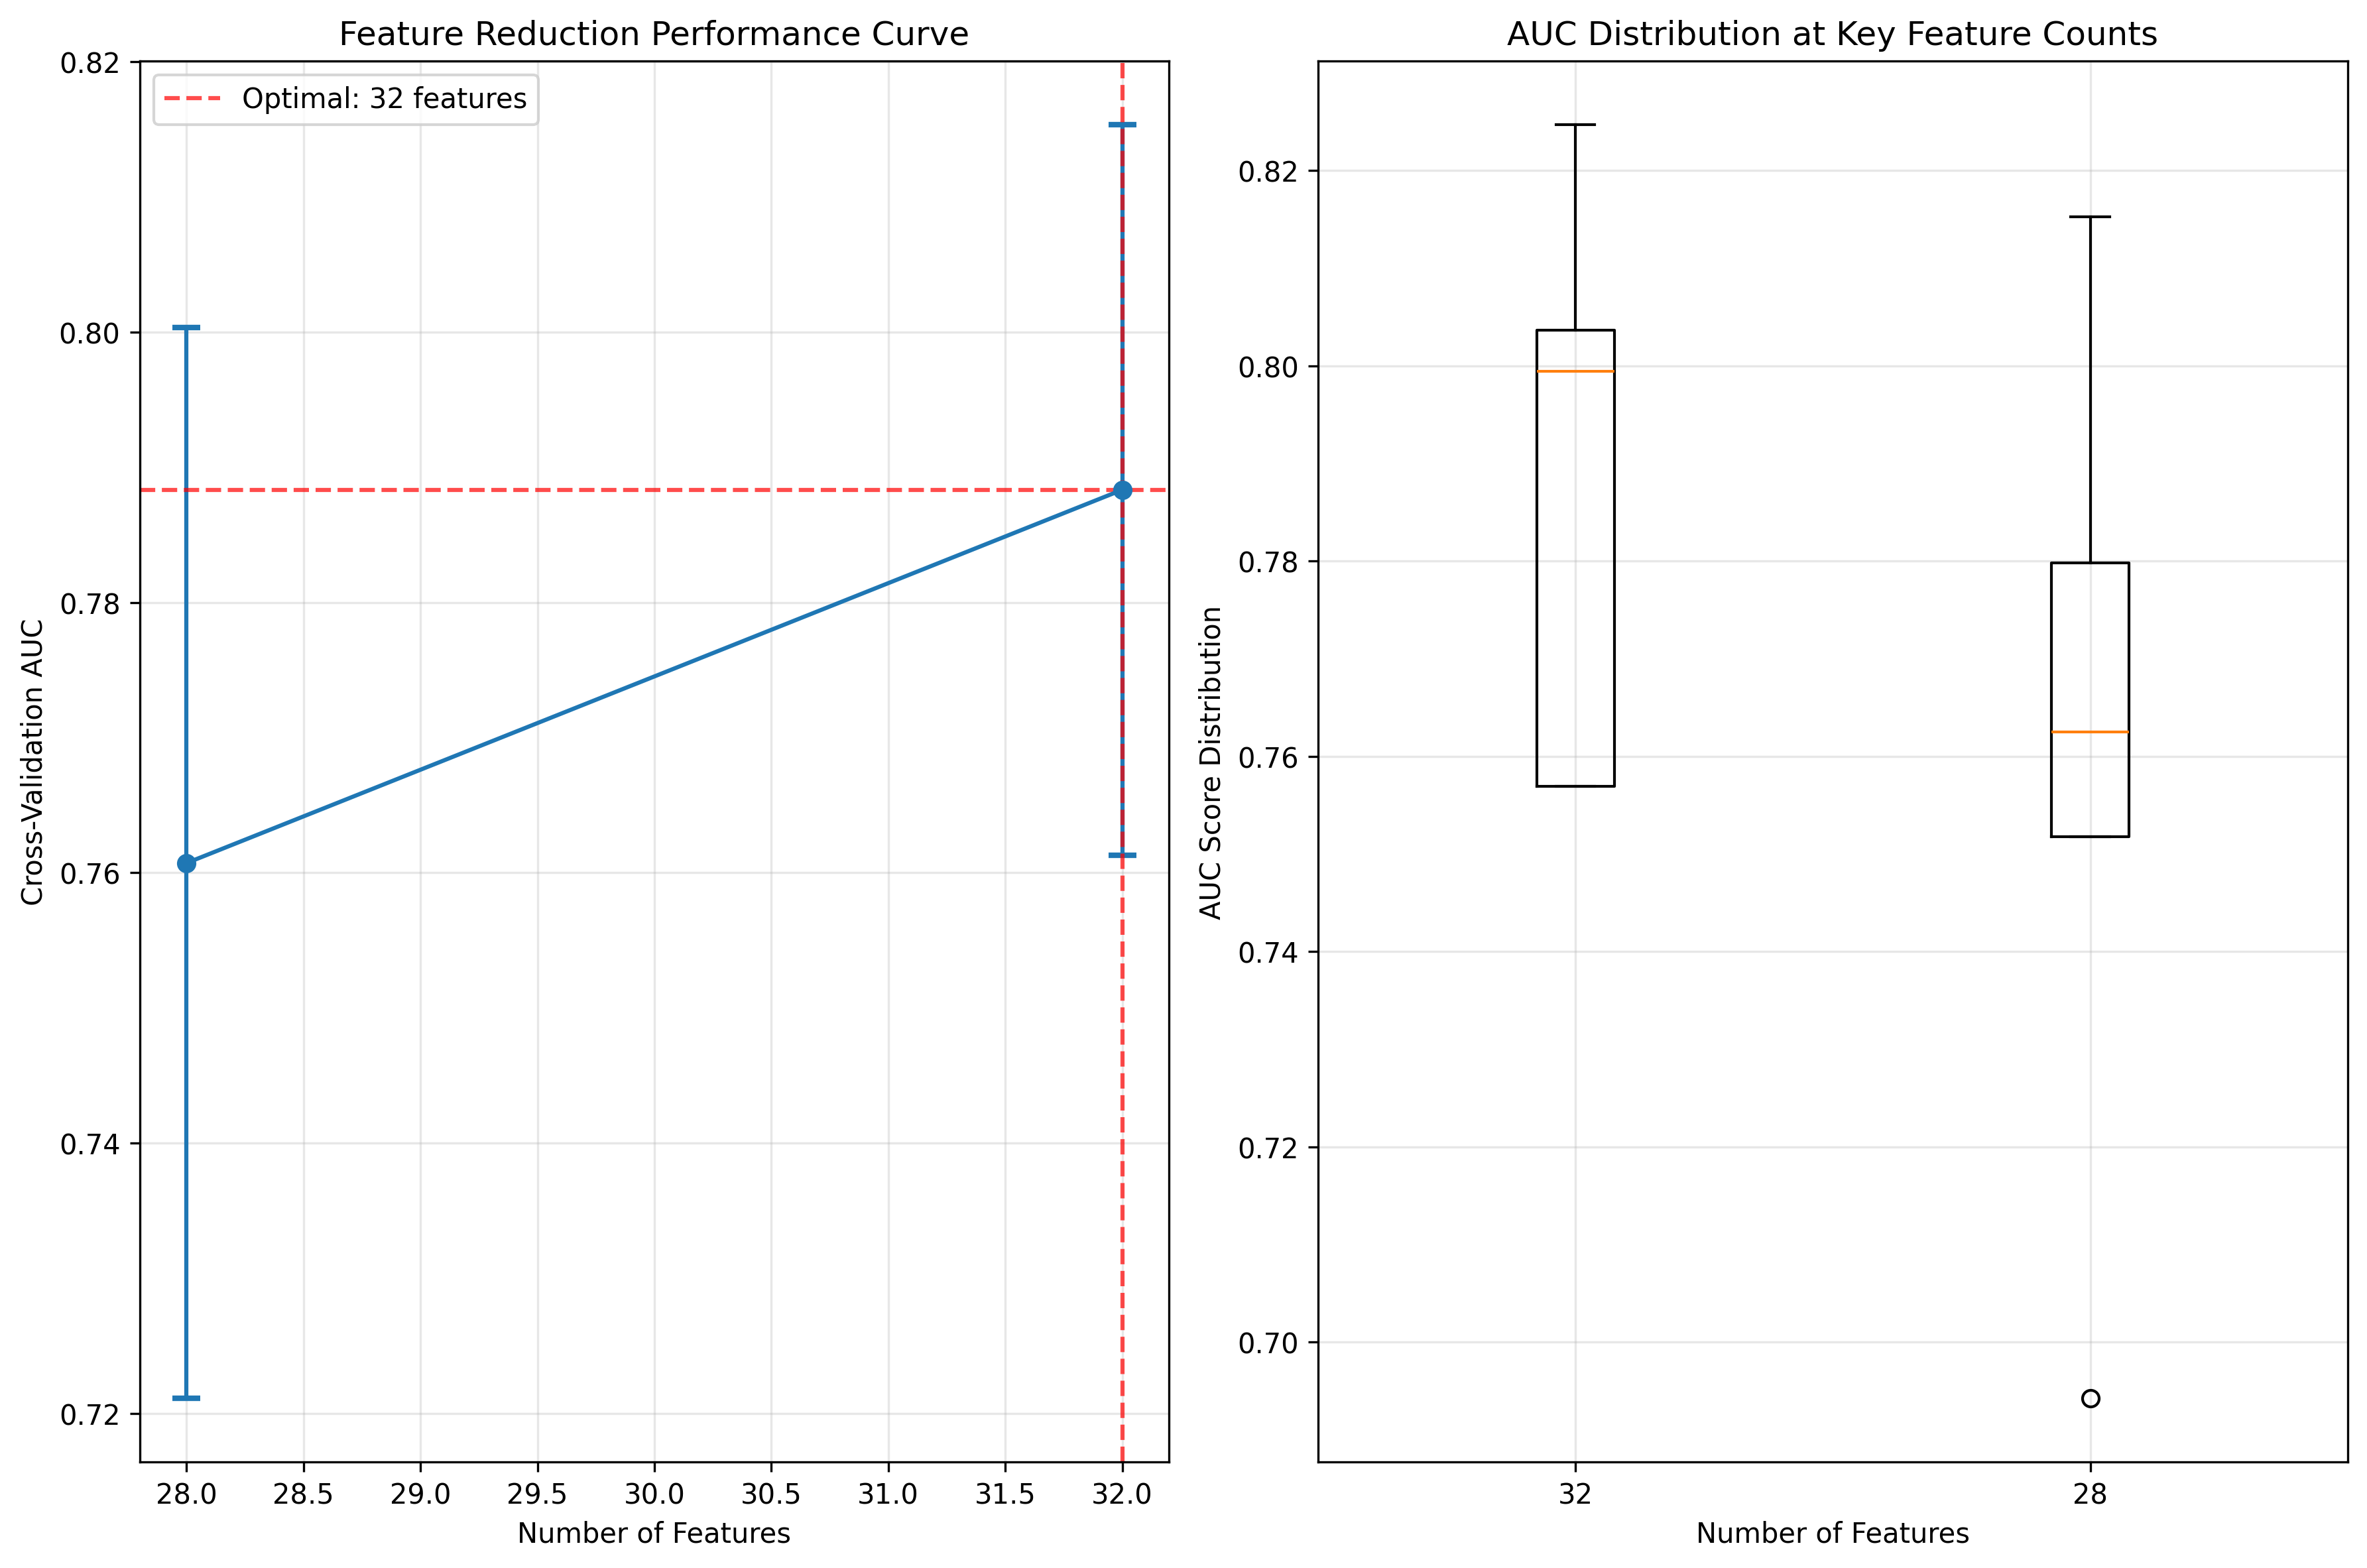 Feature Reduction Performance Curve
0.82
0.80
0.78
0.76
0.74
0.72
Cross-Validation AUC
Optimal: 32 features
28.0 28.5 29.0 29.5 30.0 30.5 31.0 31.5 32.0
Number of Features
AUC Distribution at Key Feature Counts
0.82
0.80
0.78
0.76
0.74
0.72
0.70
AUC Score Distribution
32 28
Number of Features